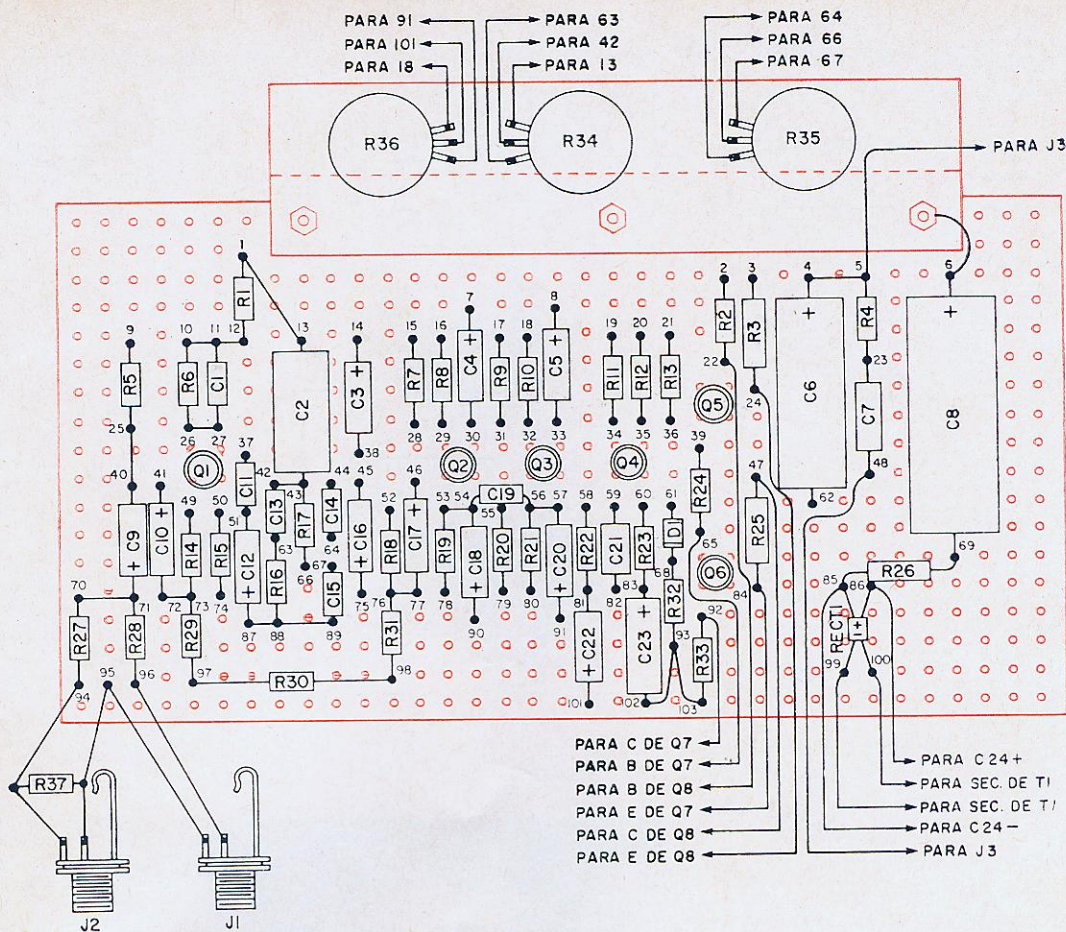 PARA 91 PARA 63 PARA 64
PARA 101 PARA 42 PARA 66
PARA 18 PARA 13 PARA 67
R36 R34 R35
PARA J3
1 2 3 4 5 6
R1 7 8 R2 R3 + R4 +
9 10 11 12 13 14 15 16 17 18 19 20 21
R5 R6 C1 C2 C3 + R7 R8 C4 + R9 R10 C5 + R11 R12 R13 22 24 C6 23 C8
25 26 27 28 29 30 31 32 33 34 35 36 Q5 C7
37 38 39
40 41 Q1 42 43 44 45 46 Q2 Q3 Q4 47 48
49 50 C11 51 52 53 54 55 C19 56 57 58 59 60 61 R24 62
+ C9 C10 + R14 R15 + C12 C13 63 R17 C14 64 + C16 R18 C17 + R19 + C18 R20 R21 + C20 R22 C21 R23 D1 65 R25
R16 66 67 C15 68 Q6 69
70 71 72 73 74 75 76 77 78 79 80 81 82 83 84 85 86 R26
R27 R28 R29 87 88 89 R31 90 91 + C22 C23 + R32 92 93 R33 RECT1 1+
94 95 96 97 R30 98 99 100
101 102 103
R37
PARA C DE Q7
PARA B DE Q7
PARA B DE Q8
PARA E DE Q7
PARA C DE Q8
PARA E DE Q8
PARA C24+
PARA SEC. DE T1
PARA SEC. DE T1
PARA C24−
PARA J3
J2 J1